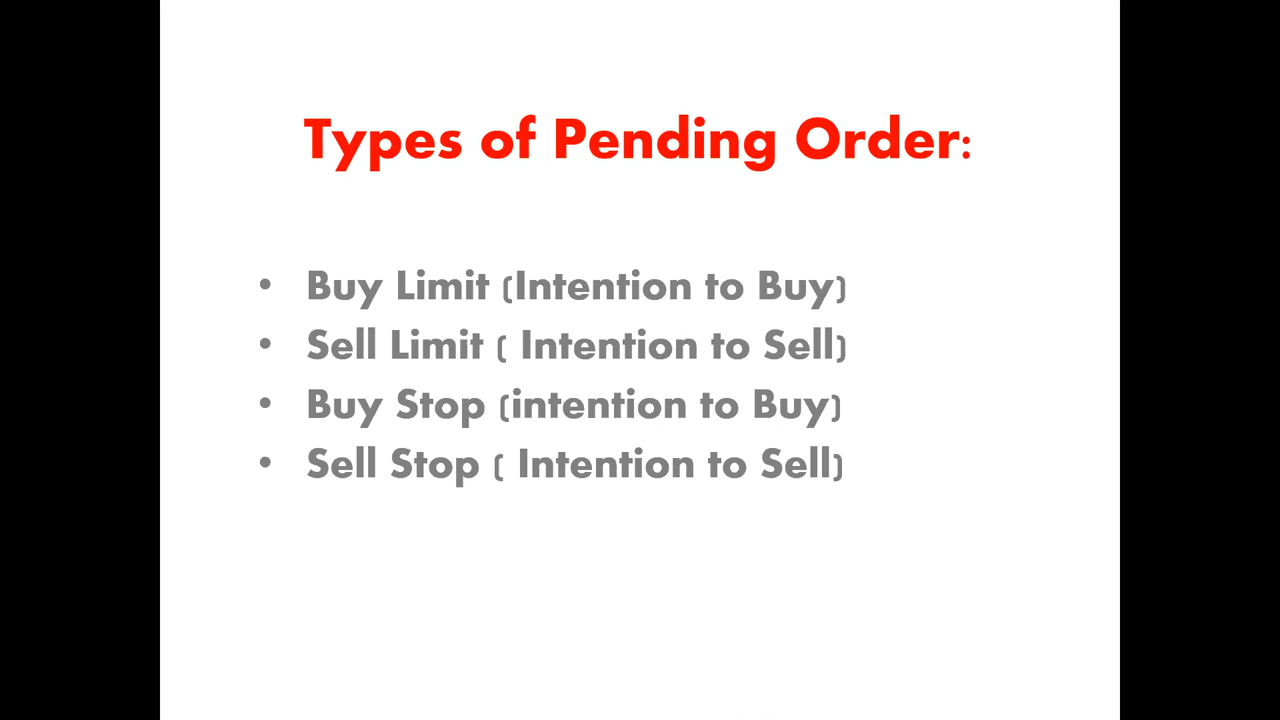 Types of Pending Order:
• Buy Limit (Intention to Buy)
• Sell Limit ( Intention to Sell)
• Buy Stop (intention to Buy)
• Sell Stop ( Intention to Sell)